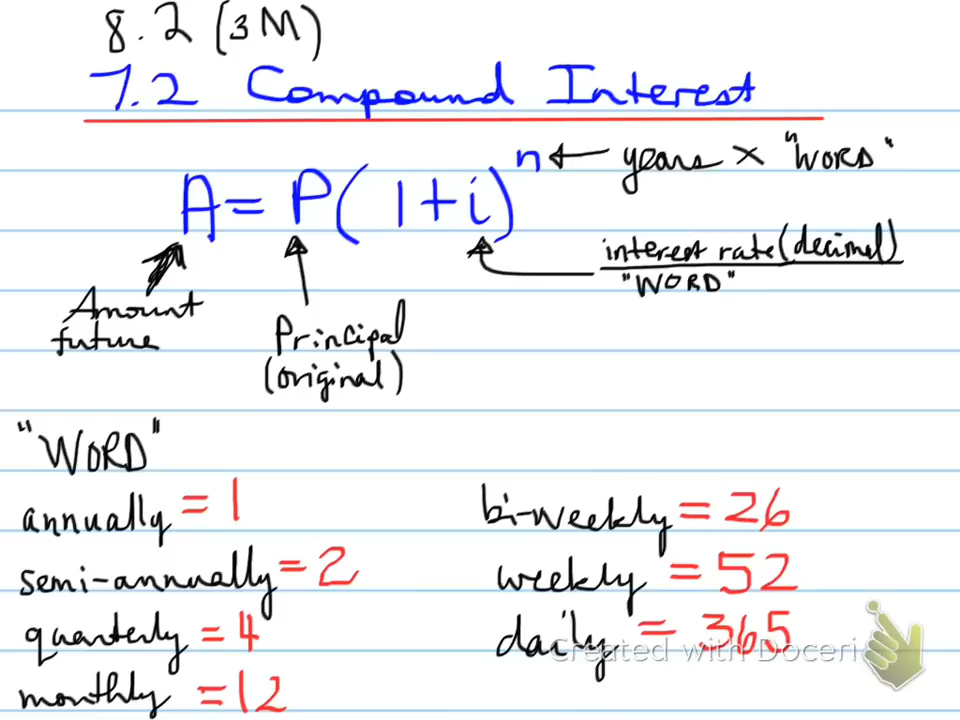 8.2 (3M)
7.2 Compound Interest
A = P(1+i)^n ← years × "WORD"
interest rate (decimal)
"WORD"
Amount
future
Principal
(original)
"WORD"
annually = 1
semi-annually = 2
quarterly = 4
monthly = 12
bi-weekly = 26
weekly = 52
daily = 365
Created with Doceri